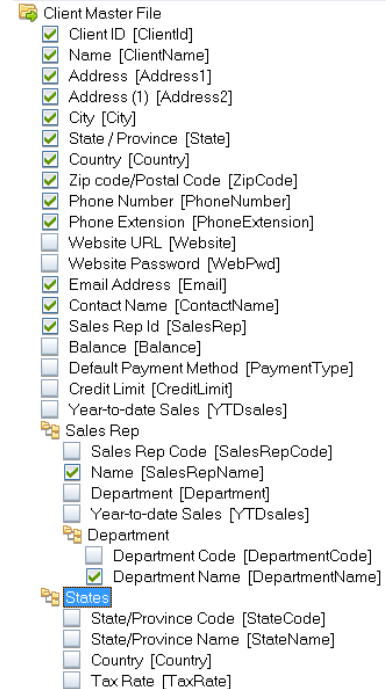 Client Master File
Client ID [ClientId]
Name [ClientName]
Address [Address1]
Address (1) [Address2]
City [City]
State / Province [State]
Country [Country]
Zip code/Postal Code [ZipCode]
Phone Number [PhoneNumber]
Phone Extension [PhoneExtension]
Website URL [Website]
Website Password [WebPwd]
Email Address [Email]
Contact Name [ContactName]
Sales Rep Id [SalesRep]
Balance [Balance]
Default Payment Method [PaymentType]
Credit Limit [CreditLimit]
Year-to-date Sales [YTDsales]
Sales Rep
Sales Rep Code [SalesRepCode]
Name [SalesRepName]
Department [Department]
Year-to-date Sales [YTDsales]
Department
Department Code [DepartmentCode]
Department Name [DepartmentName]
States
State/Province Code [StateCode]
State/Province Name [StateName]
Country [Country]
Tax Rate [TaxRate]